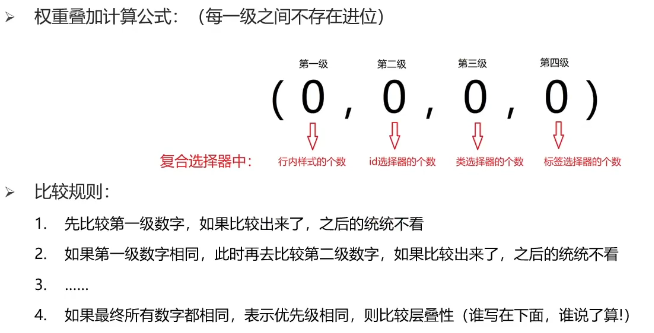 ➢ 权重叠加计算公式：（每一级之间不存在进位）
第一级 第二级 第三级 第四级
( 0 , 0 , 0 , 0 )
复合选择器中： 行内样式的个数 id选择器的个数 类选择器的个数 标签选择器的个数
➢ 比较规则：
1. 先比较第一级数字，如果比较出来了，之后的统统不看
2. 如果第一级数字相同，此时再去比较第二级数字，如果比较出来了，之后的统统不看
3. ......
4. 如果最终所有数字都相同，表示优先级相同，则比较层叠性（谁写在下面，谁说了算!）